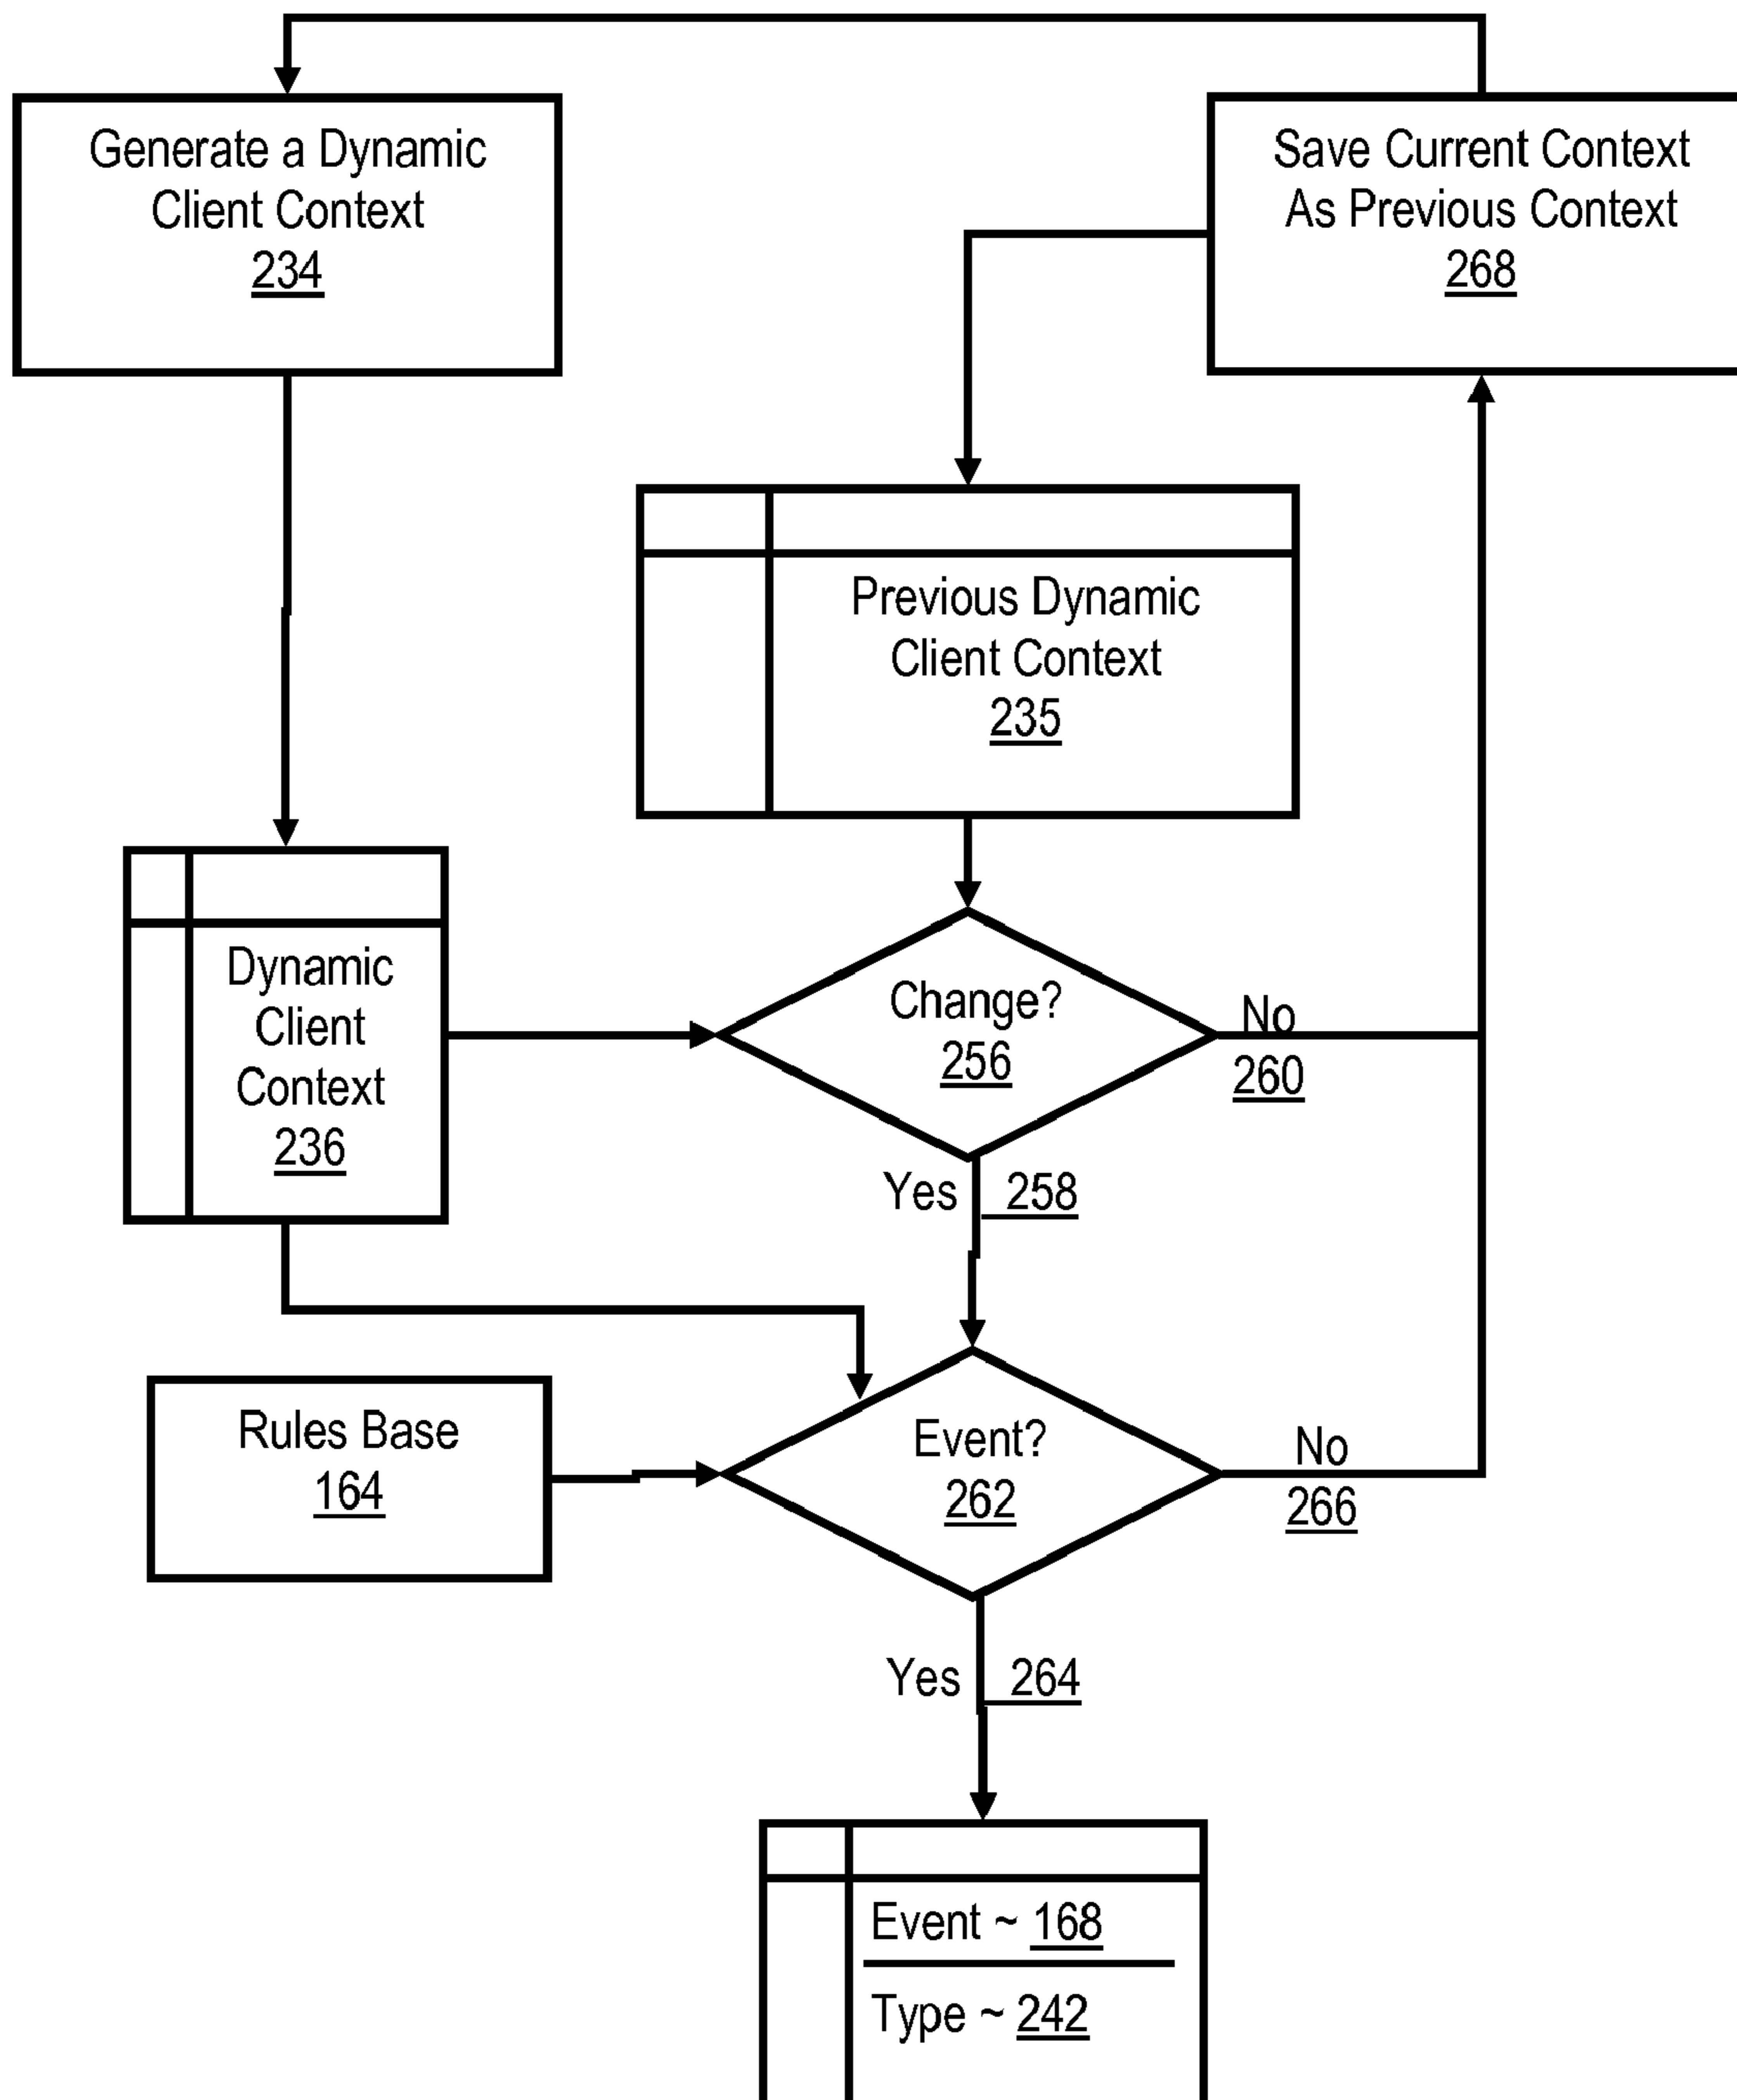 Generate a Dynamic
Client Context
234
Save Current Context
As Previous Context
268
Previous Dynamic
Client Context
235
Dynamic
Client
Context
236
Change?
256
No
260
Yes 258
Rules Base
164
Event?
262
No
266
Yes 264
Event ~ 168
Type ~ 242